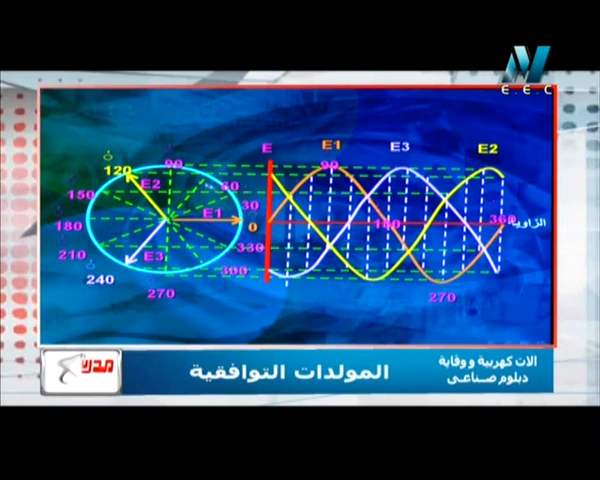 E.E.C
E
E1
E3
E2
120
90
60
150
E2
30
E1
180
0
90
180
360
الزاوية
210
E3
330
240
300
270
270
مدرس
المولدات التوافقية
الات كهربية ووقاية
دبلوم صناعى